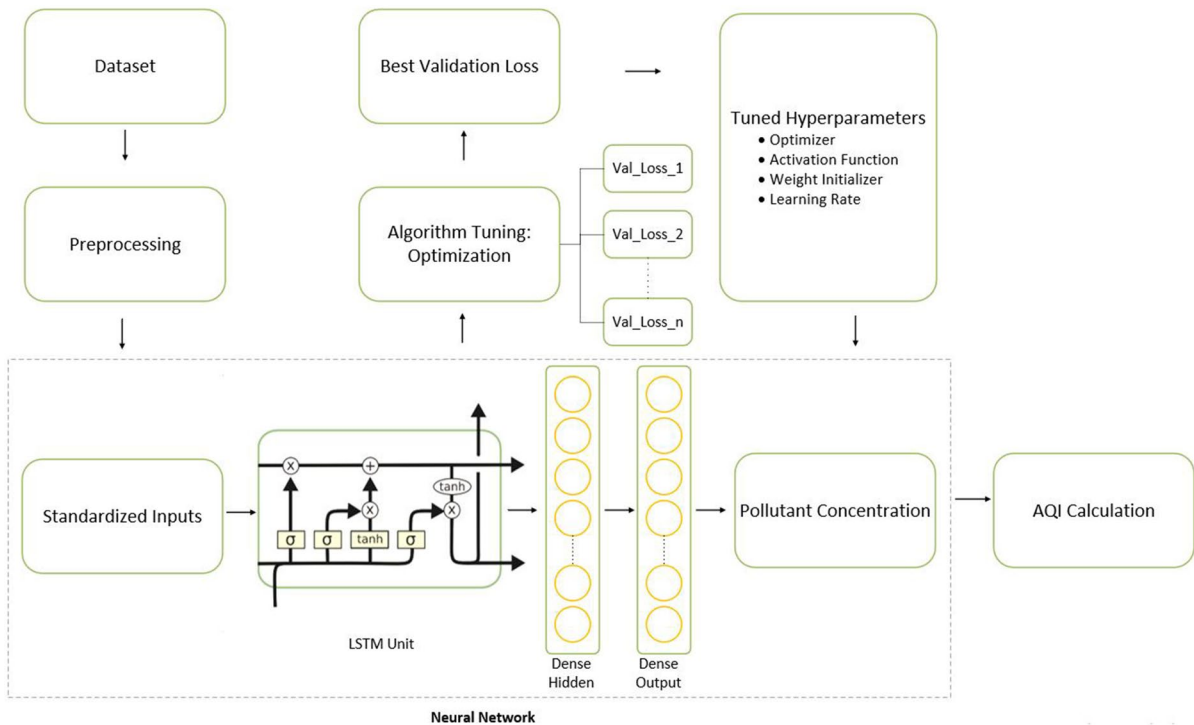 Dataset
Best Validation Loss
Tuned Hyperparameters
• Optimizer
• Activation Function
• Weight Initializer
• Learning Rate
Preprocessing
Algorithm Tuning:
Optimization
Val_Loss_1
Val_Loss_2
Val_Loss_n
Standardized Inputs
x
+
tanh
x
x
σ
σ
tanh
σ
LSTM Unit
Dense
Hidden
Dense
Output
Pollutant Concentration
AQI Calculation
Neural Network